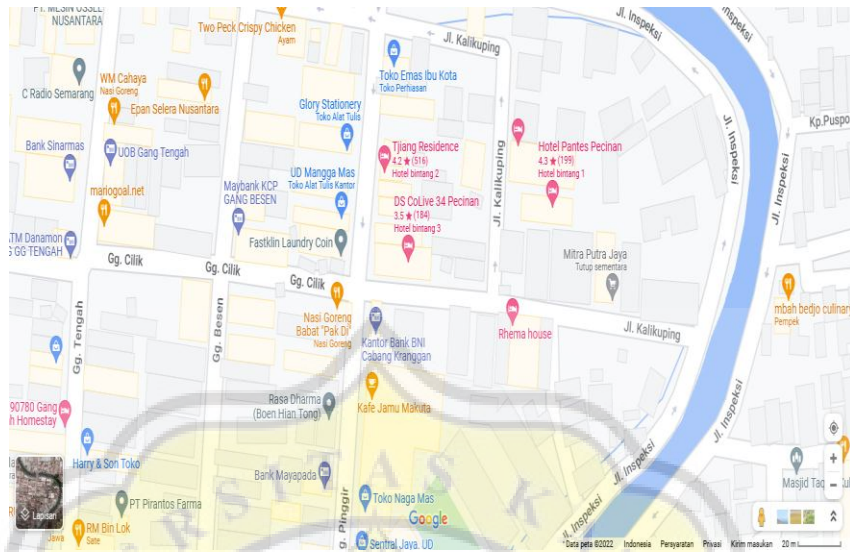 PT. MESIN USSEL
NUSANTARA
Two Peck Crispy Chicken
Ayam
Jl. Inspeksi
Jl. Inspeksi
Jl. Kalikuping
Toko Emas Ibu Kota
Toko Perhiasan
C Radio Semarang
WM Cahaya
Nasi Goreng
Epan Selera Nusantara
Glory Stationery
Toko Alat Tulis
Jl. Inspeksi
Kp.Puspo
Bank Sinarmas
UOB Gang Tengah
Tjiang Residence
4.2 ★ (516)
Hotel bintang 2
Hotel Pantes Pecinan
4.3 ★ (199)
Hotel bintang 1
Jl. Kalikuping
Jl. Inspeksi
mariogoal.net
Maybank KCP
GANG BESEN
UD Mangga Mas
Toko Alat Tulis Kantor
DS CoLive 34 Pecinan
3.5 ★ (184)
Hotel bintang 3
ATM Danamon
GG TENGAH
Fastklin Laundry Coin
Mitra Putra Jaya
Tutup sementara
Gg. Cilik
Gg. Cilik
Gg. Cilik
Gg. Tengah
Gg. Besen
Nasi Goreng
Babat "Pak Di"
Nasi Goreng
Kantor Bank BNI
Cabang Kranggan
Rhema house
Jl. Kalikuping
mbah bedjo culinary
Pempek
Rasa Dharma
(Boen Hian Tong)
Kafe Jamu Makuta
90780 Gang
h Homestay
Jl. Inspeksi
Harry & Son Toko
Bank Mayapada
Jl. Inspeksi
Masjid Taq
Lapisan
PT Pirantos Farma
Toko Naga Mas
g. Pinggir
Google
Jl. Inspeksi
RM Bin Lok
Sate
Jawa
Sentral Jaya. UD
RSITAS K
Data peta ©2022 Indonesia Persyaratan Privasi Kirim masukan 20 m